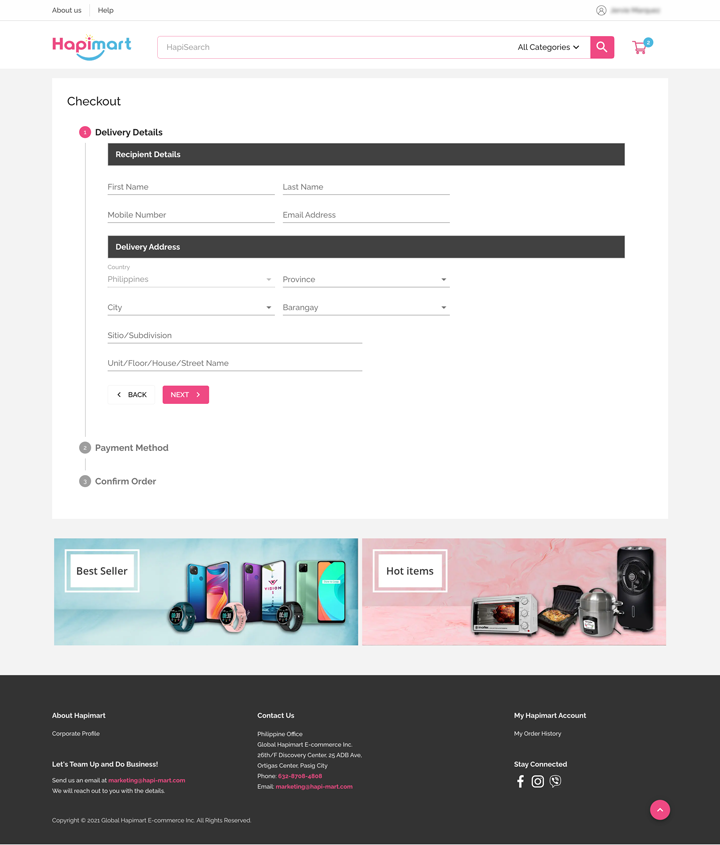 About us
Help
Hapimart
HapiSearch
All Categories
2
Checkout
1 Delivery Details
Recipient Details
First Name
Last Name
Mobile Number
Email Address
Delivery Address
Country
Philippines
Province
City
Barangay
Sitio/Subdivision
Unit/Floor/House/Street Name
BACK
NEXT
2 Payment Method
3 Confirm Order
Best Seller
Hot items
About Hapimart
Corporate Profile
Let's Team Up and Do Business!
Send us an email at marketing@hapi-mart.com
We will reach out to you with the details.
Contact Us
Philippine Office
Global Hapimart E-commerce Inc.
26th/F Discovery Center, 25 ADB Ave.
Ortigas Center, Pasig City
Phone: 632-8706-4808
Email: marketing@hapi-mart.com
My Hapimart Account
My Order History
Stay Connected
Copyright © 2021 Global Hapimart E-commerce Inc. All Rights Reserved.